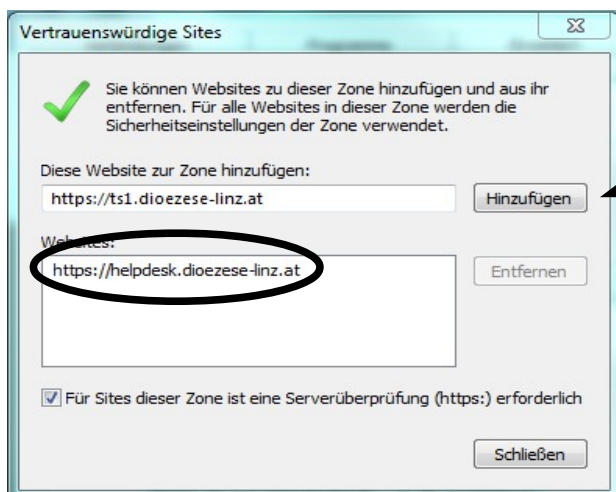 Vertrauenswürdige Sites
Sie können Websites zu dieser Zone hinzufügen und aus ihr
entfernen. Für alle Websites in dieser Zone werden die
Sicherheitseinstellungen der Zone verwendet.
Diese Website zur Zone hinzufügen:
https://ts1.dioezese-linz.at
Hinzufügen
Websites:
https://helpdesk.dioezese-linz.at
Entfernen
Für Sites dieser Zone ist eine Serverüberprüfung (https:) erforderlich
Schließen